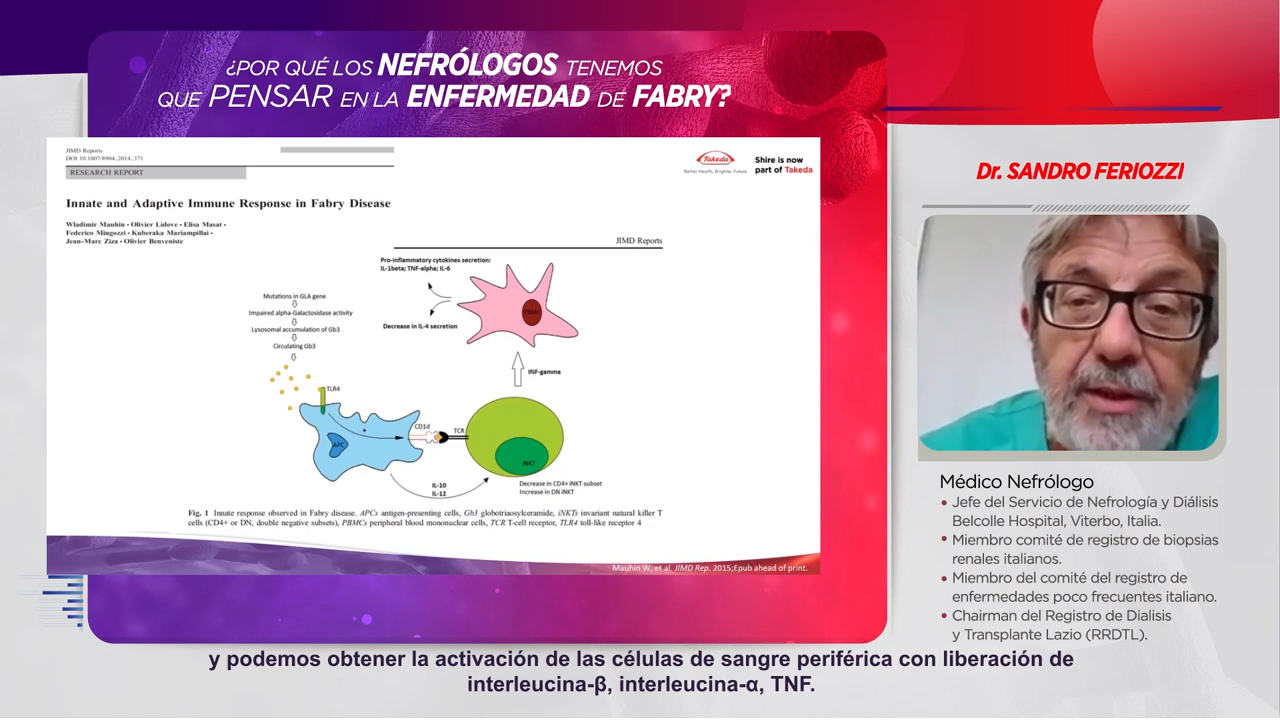 ¿POR QUÉ LOS NEFRÓLOGOS TENEMOS
QUE PENSAR EN LA ENFERMEDAD DE FABRY?
JIMD Reports
DOI 10.1007/8904_2014_371
RESEARCH REPORT
Takeda
Better Health, Brighter Future
Shire is now
part of Takeda
Innate and Adaptive Immune Response in Fabry Disease
Wladimir Mauhin • Olivier Lidove • Elisa Masat •
Federico Mingozzi • Kuberaka Mariampillai •
Jean-Marc Ziza • Olivier Benveniste
JIMD Reports
Pro-inflammatory cytokines secretion:
IL-1beta; TNF-alpha; IL-6
Mutations in GLA gene
Impaired alpha-Galactosidase activity
Lysosomal accumulation of Gb3
Circulating Gb3
Decrease in IL-4 secretion
PBMC
INF-gamma
TLR4
APC
+
CD1d
TCR
iNKT
IL-10
IL-12
Decrease in CD4+ iNKT subset
Increase in DN iNKT
Fig. 1 Innate response observed in Fabry disease. APCs antigen-presenting cells, Gb3 globotriaosylceramide, iNKTs invariant natural killer T
cells (CD4+ or DN, double negative subsets), PBMCs peripheral blood mononuclear cells, TCR T-cell receptor, TLR4 toll-like receptor 4
Mauhin W, et al. JIMD Rep. 2015;Epub ahead of print.
Dr. SANDRO FERIOZZI
Médico Nefrólogo
• Jefe del Servicio de Nefrología y Diálisis
Belcolle Hospital, Viterbo, Italia.
• Miembro comité de registro de biopsias
renales italianos.
• Miembro del comité del registro de
enfermedades poco frecuentes italiano.
• Chairman del Registro de Dialisis
y Transplante Lazio (RRDTL).
y podemos obtener la activación de las células de sangre periférica con liberación de
interleucina-β, interleucina-α, TNF.